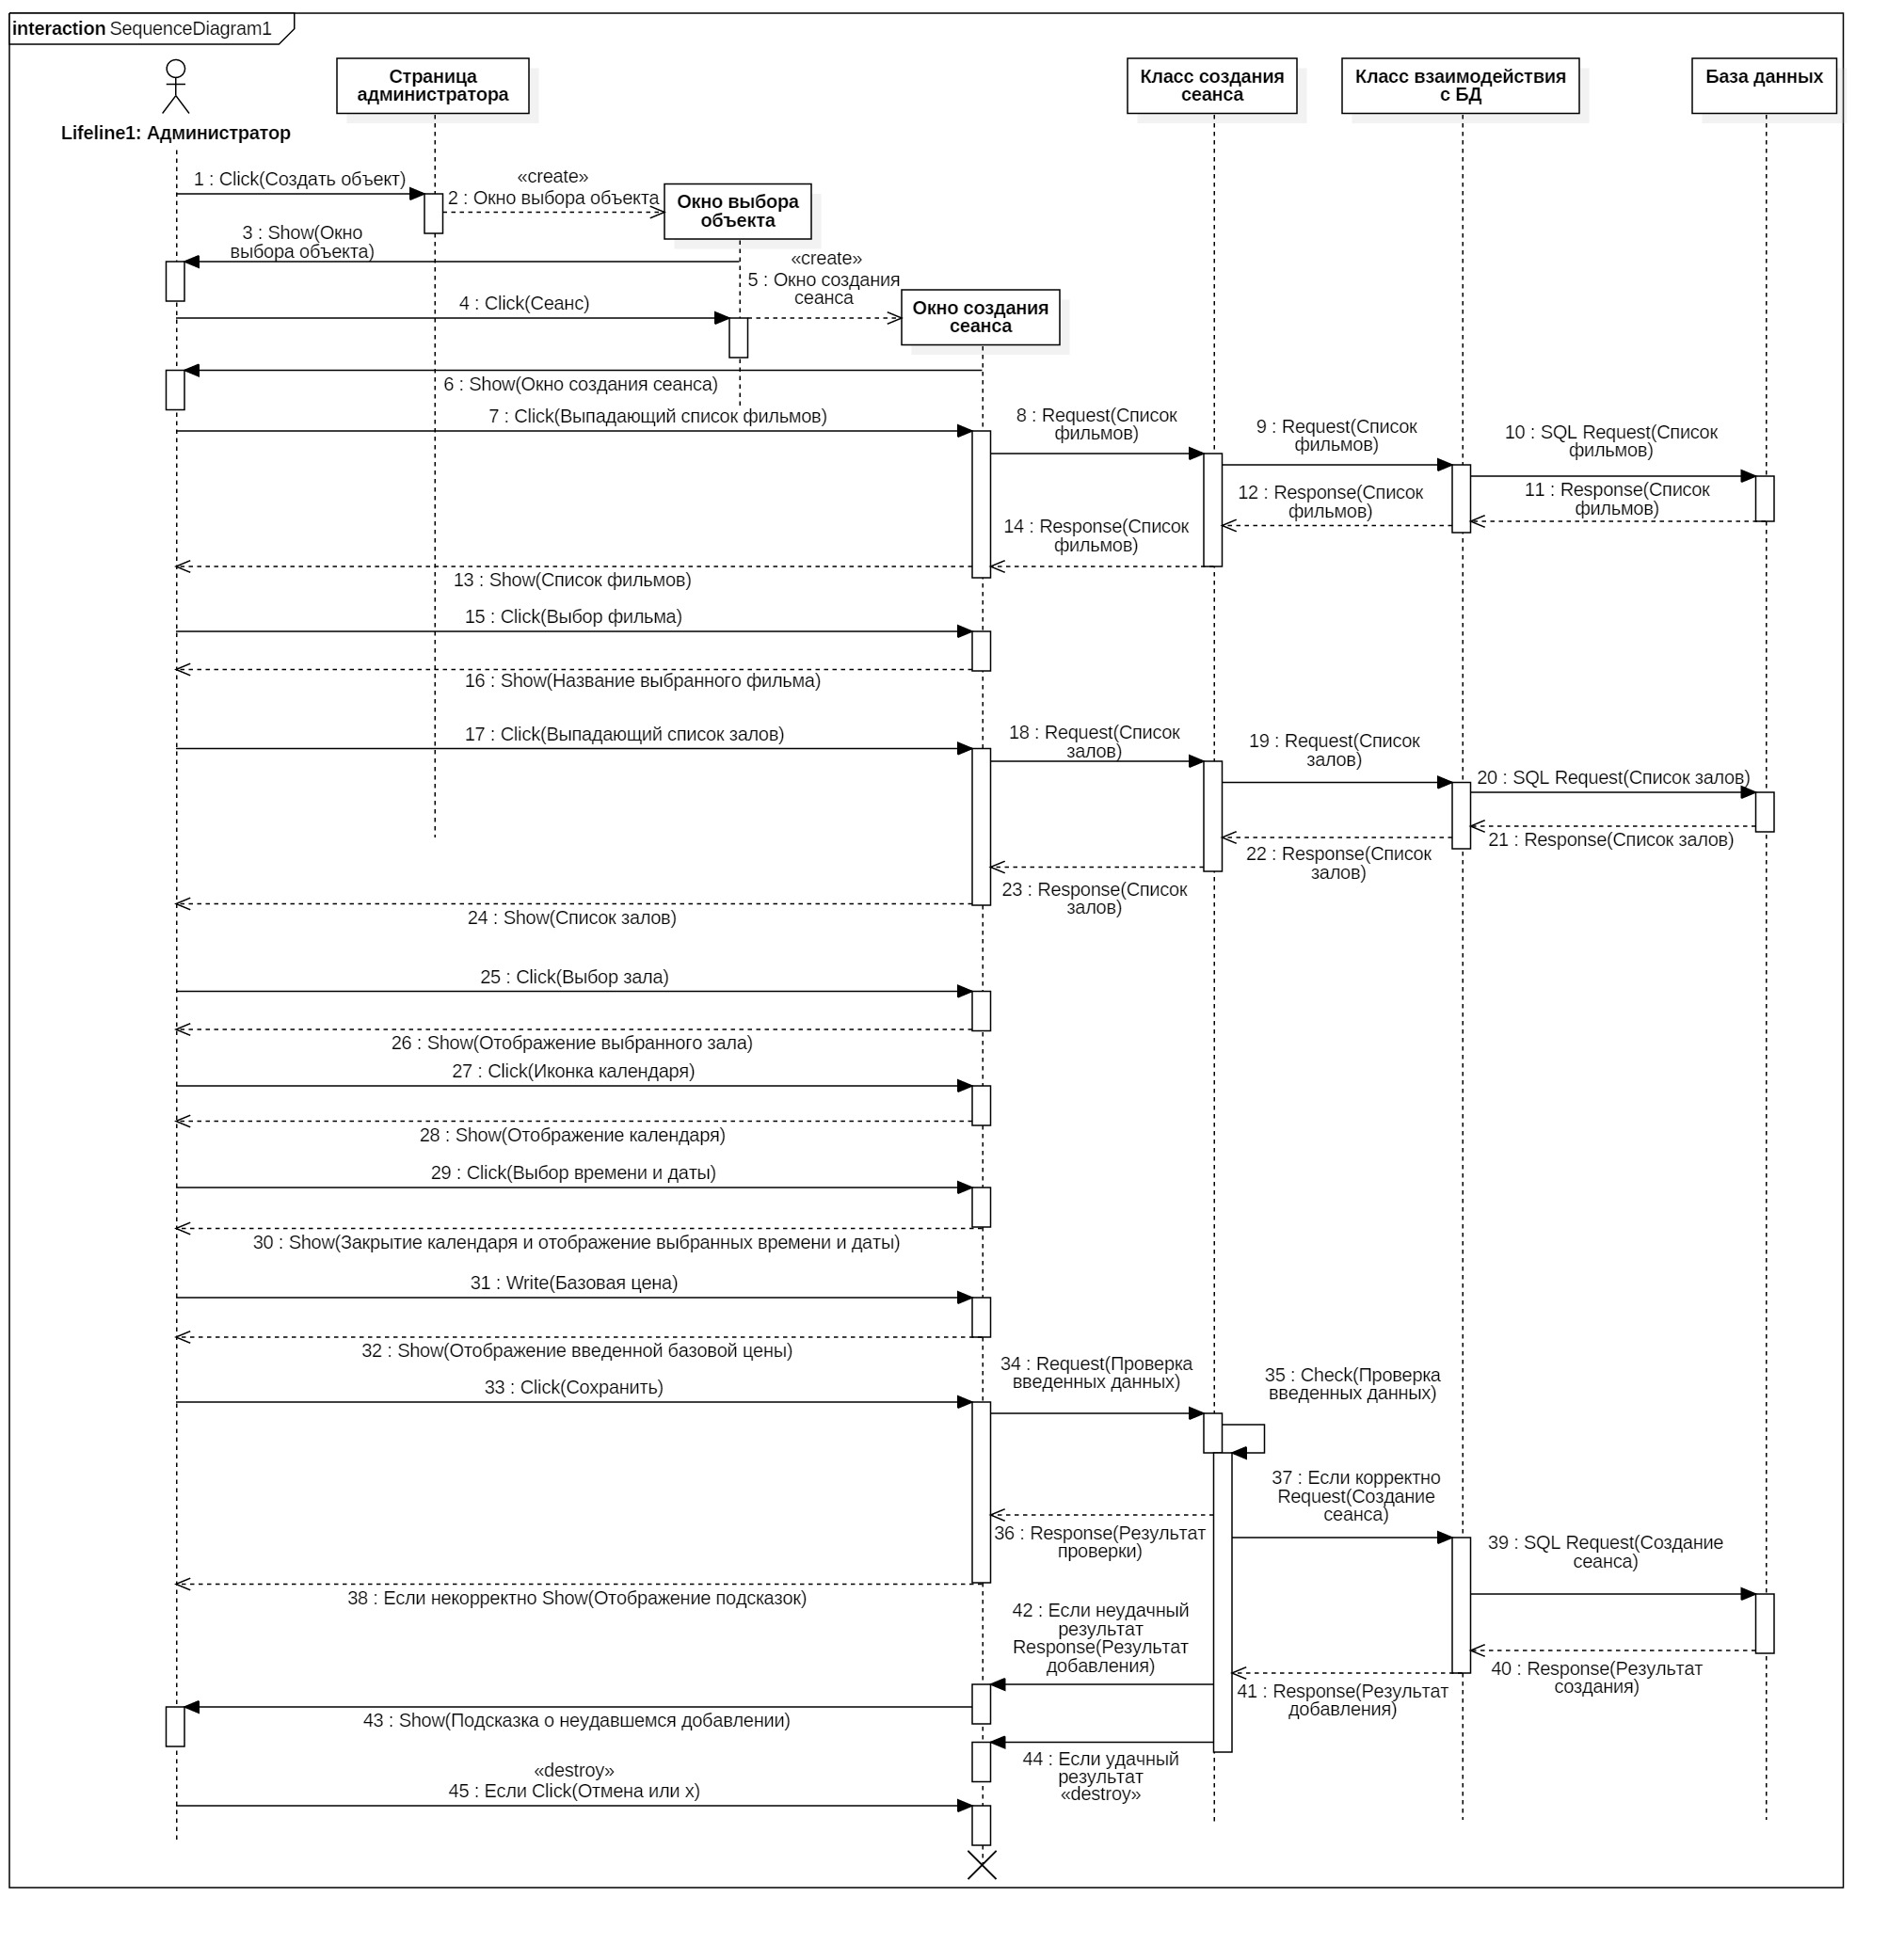 interaction SequenceDiagram1
Страница
администратора
Класс создания
сеанса
Класс взаимодействия
с БД
База данных
Lifeline1: Администратор
1 : Click(Создать объект)
«create»
2 : Окно выбора объекта
Окно выбора
объекта
3 : Show(Окно
выбора объекта)
«create»
5 : Окно создания
сеанса
4 : Click(Сеанс)
Окно создания
сеанса
6 : Show(Окно создания сеанса)
7 : Click(Выпадающий список фильмов)
8 : Request(Список
фильмов)
9 : Request(Список
фильмов)
10 : SQL Request(Список
фильмов)
11 : Response(Список
фильмов)
12 : Response(Список
фильмов)
14 : Response(Список
фильмов)
13 : Show(Список фильмов)
15 : Click(Выбор фильма)
16 : Show(Название выбранного фильма)
17 : Click(Выпадающий список залов)
18 : Request(Список
залов)
19 : Request(Список
залов)
20 : SQL Request(Список залов)
21 : Response(Список залов)
22 : Response(Список
залов)
23 : Response(Список
залов)
24 : Show(Список залов)
25 : Click(Выбор зала)
26 : Show(Отображение выбранного зала)
27 : Click(Иконка календаря)
28 : Show(Отображение календаря)
29 : Click(Выбор времени и даты)
30 : Show(Закрытие календаря и отображение выбранных времени и даты)
31 : Write(Базовая цена)
32 : Show(Отображение введенной базовой цены)
33 : Click(Сохранить)
34 : Request(Проверка
введенных данных)
35 : Check(Проверка
введенных данных)
37 : Если корректно
Request(Создание
сеанса)
36 : Response(Результат
проверки)
39 : SQL Request(Создание
сеанса)
38 : Если некорректно Show(Отображение подсказок)
42 : Если неудачный
результат
Response(Результат
добавления)
40 : Response(Результат
создания)
41 : Response(Результат
добавления)
43 : Show(Подсказка о неудавшемся добавлении)
44 : Если удачный
результат
«destroy»
«destroy»
45 : Если Click(Отмена или x)